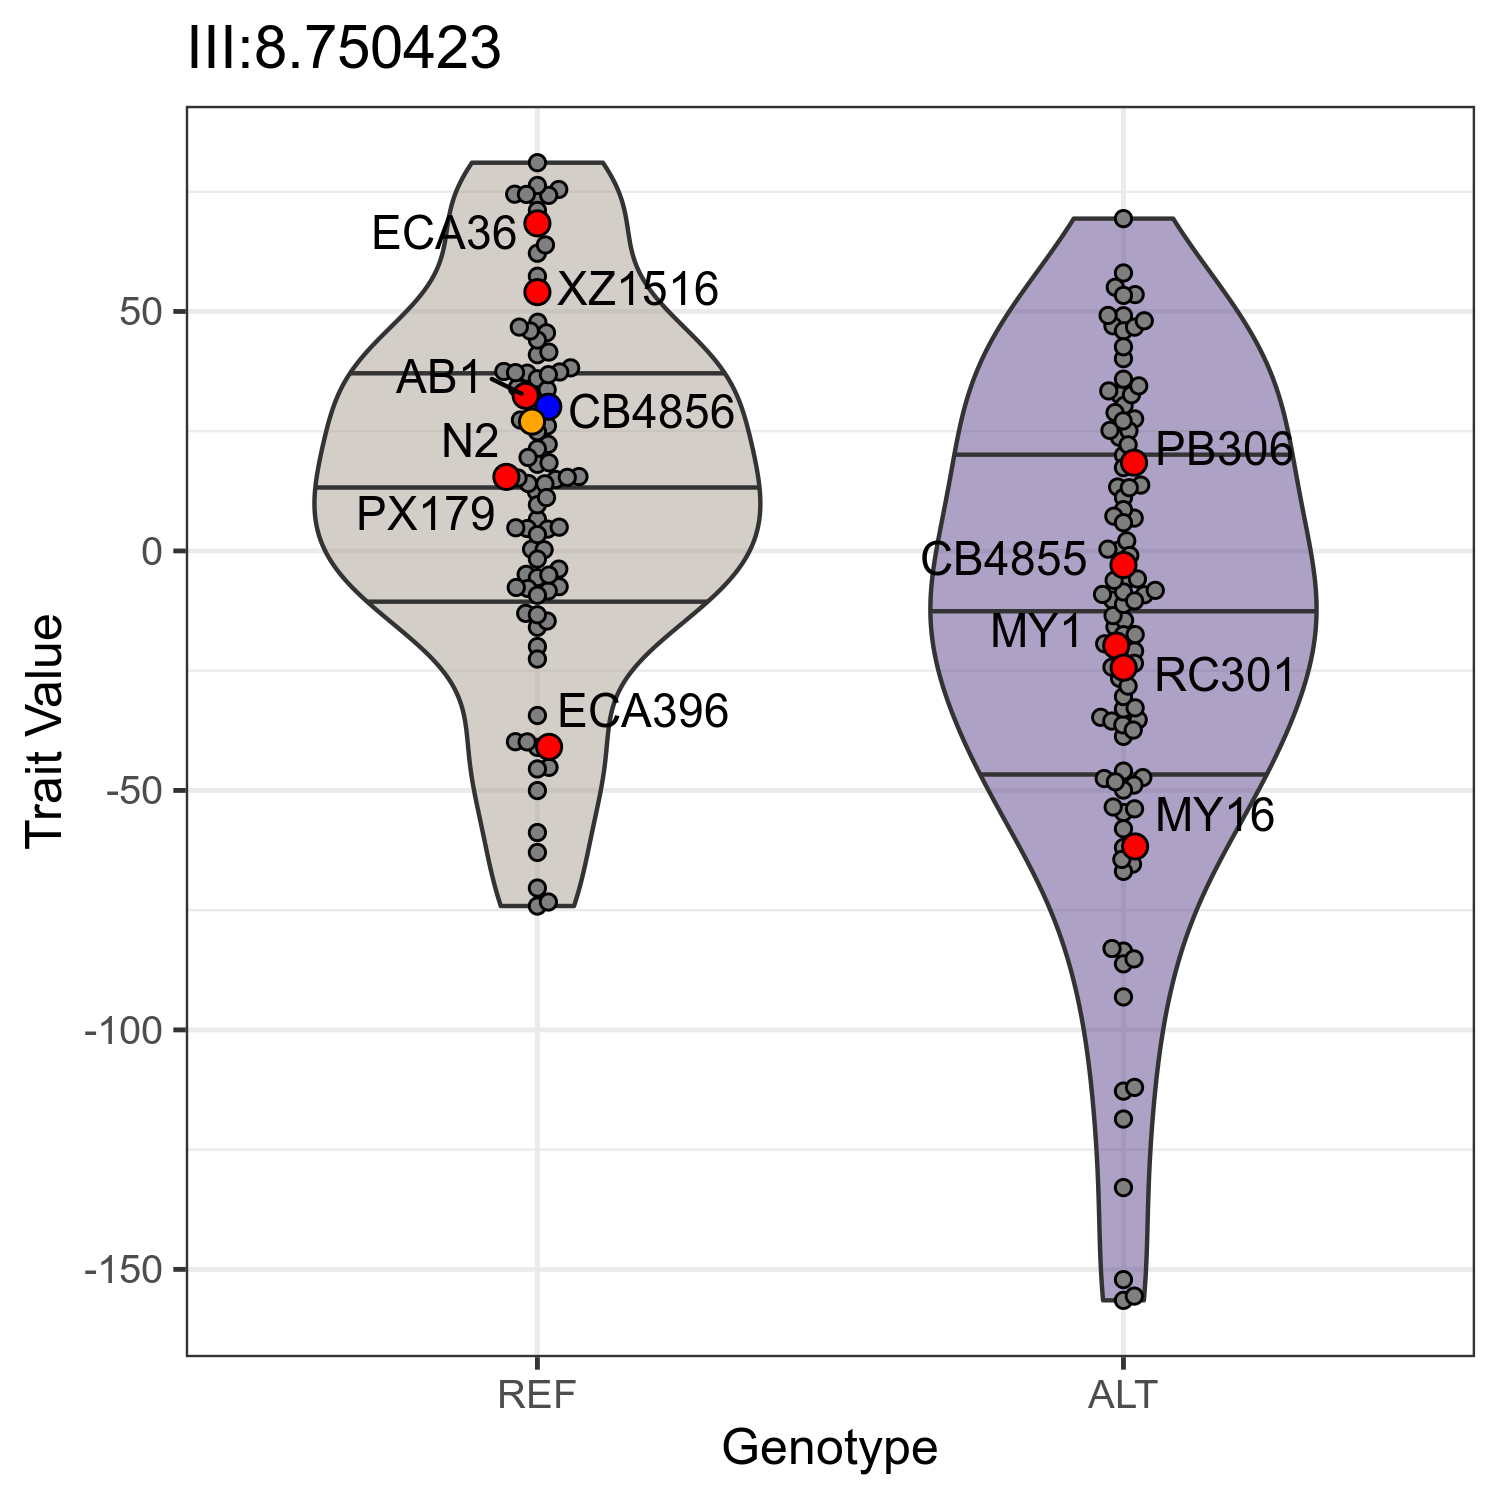 III:8.750423
ECA36
XZ1516
AB1
CB4856
N2
PX179
ECA396
PB306
CB4855
MY1
RC301
MY16
50
0
-50
-100
-150
Trait Value
REF
ALT
Genotype